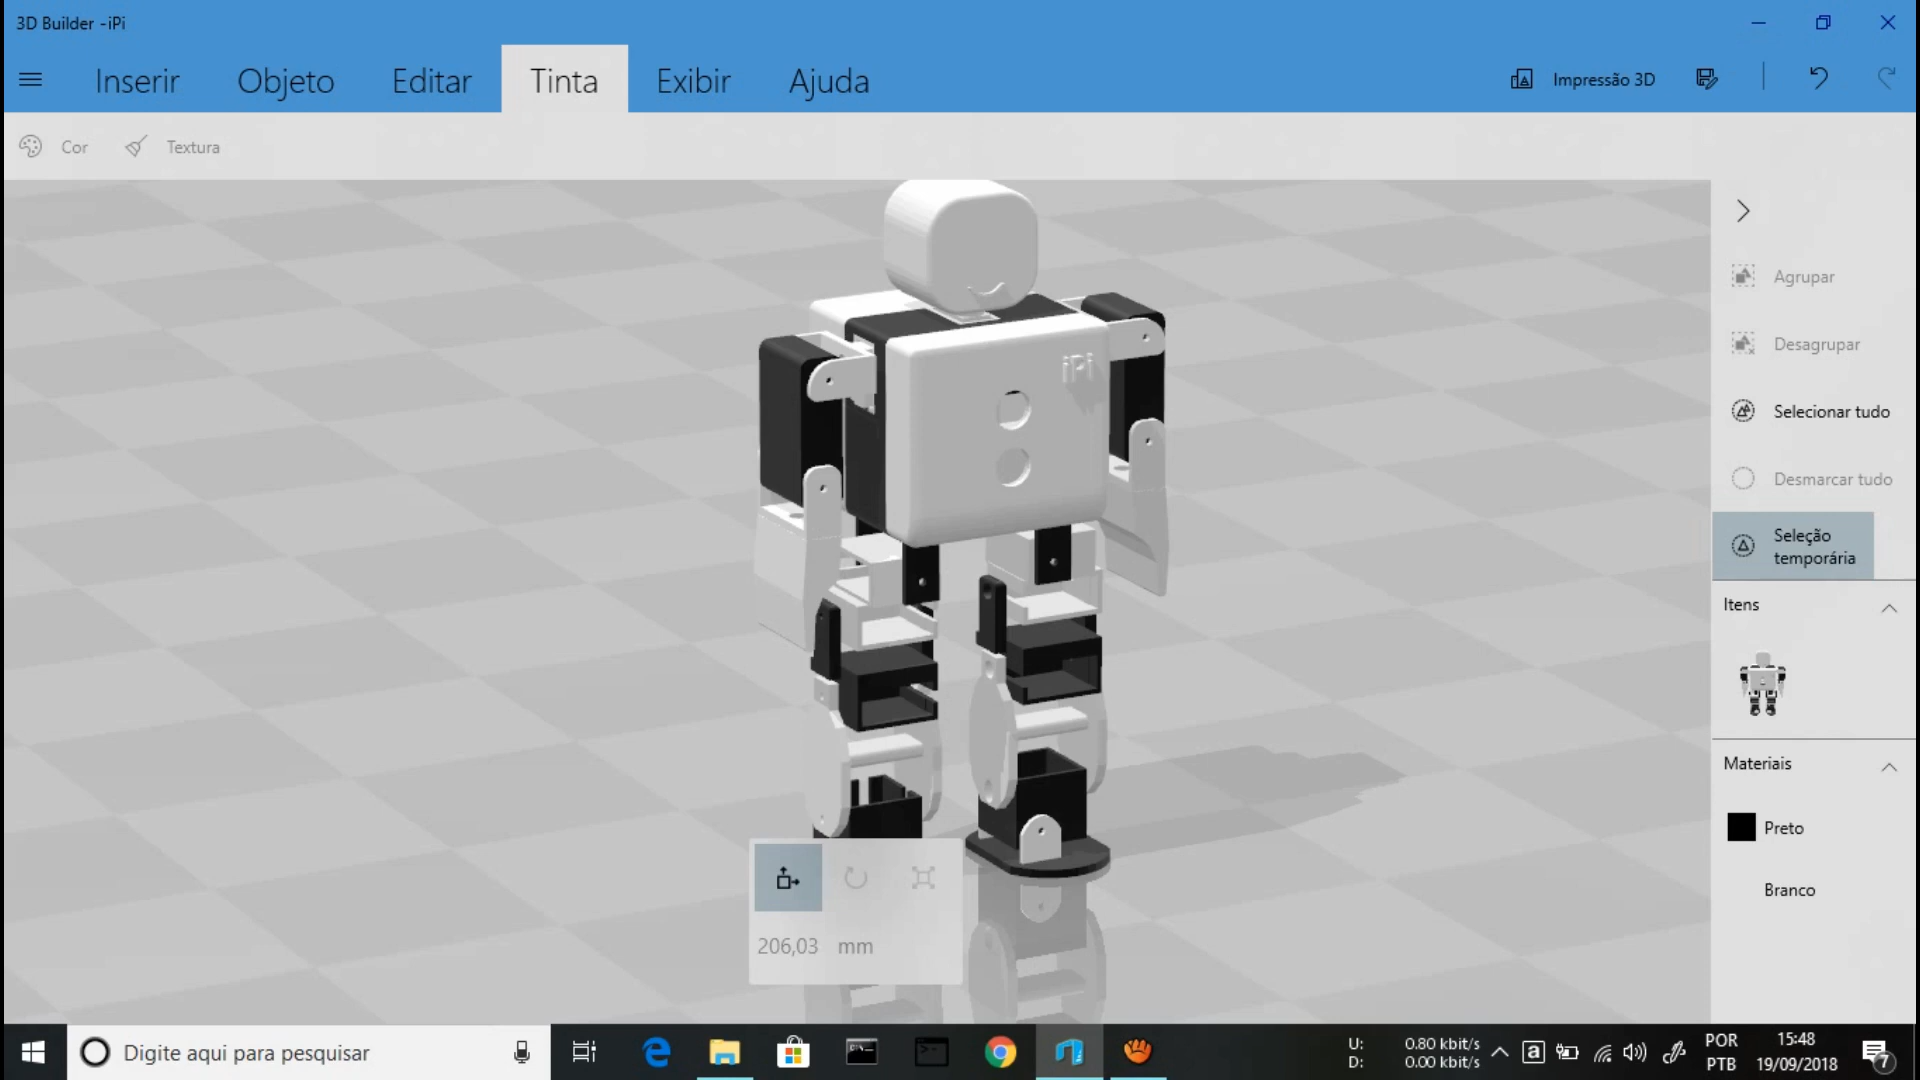 3D Builder -iPi
Inserir Objeto Editar Tinta Exibir Ajuda
Impressão 3D
Cor Textura
Agrupar
Desagrupar
Selecionar tudo
Desmarcar tudo
Seleção
temporária
Itens
Materiais
Preto
Branco
iPi
206,03 mm
Digite aqui para pesquisar
U: 0.80 kbit/s
D: 0.00 kbit/s
a
POR
PTB
15:48
19/09/2018
7